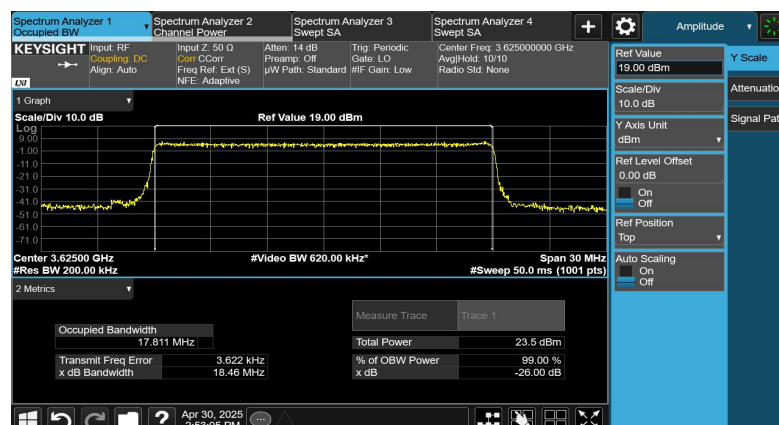 Spectrum Analyzer 1
Occupied BW
Spectrum Analyzer 2
Channel Power
Spectrum Analyzer 3
Swept SA
Spectrum Analyzer 4
Swept SA
+
Amplitude
KEYSIGHT
Input: RF
Coupling: DC
Align: Auto
Input Z: 50 Ω
Corr CCorr
Freq Ref: Ext (S)
NFE: Adaptive
Atten: 14 dB
Preamp: Off
µW Path: Standard
Trig: Periodic
Gate: LO
#IF Gain: Low
Center Freq: 3.625000000 GHz
Avg|Hold: 10/10
Radio Std: None
LXI
1 Graph
Scale/Div 10.0 dB
Ref Value 19.00 dBm
Log
9.00
-1.00
-11.0
-21.0
-31.0
-41.0
-51.0
-61.0
-71.0
Center 3.62500 GHz
#Video BW 620.00 kHz*
Span 30 MHz
#Res BW 200.00 kHz
#Sweep 50.0 ms (1001 pts)
2 Metrics
Measure Trace
Trace 1
Occupied Bandwidth
17.811 MHz
Total Power
23.5 dBm
Transmit Freq Error
3.622 kHz
% of OBW Power
99.00 %
x dB Bandwidth
18.46 MHz
x dB
-26.00 dB
?
Apr 30, 2025
2:53:05 PM
Ref Value
19.00 dBm
Scale/Div
10.0 dB
Y Axis Unit
dBm
Ref Level Offset
0.00 dB
On
Off
Ref Position
Top
Auto Scaling
On
Off
Y Scale
Attenuatio
Signal Pat